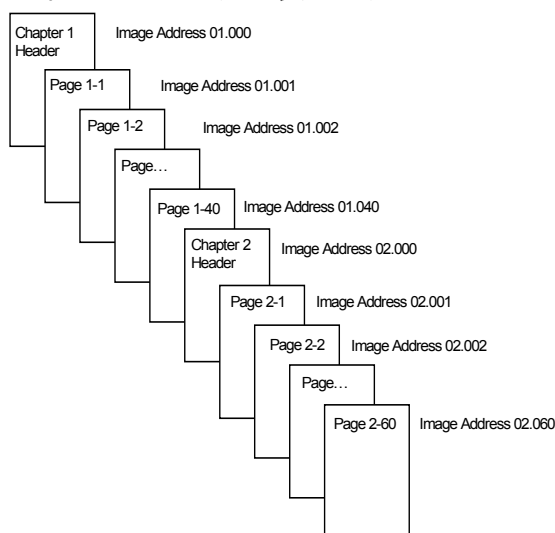 Chapter 1
Header
Image Address 01.000
Page 1-1
Image Address 01.001
Page 1-2
Image Address 01.002
Page…
Page 1-40
Image Address 01.040
Chapter 2
Header
Image Address 02.000
Page 2-1
Image Address 02.001
Page 2-2
Image Address 02.002
Page…
Page 2-60
Image Address 02.060